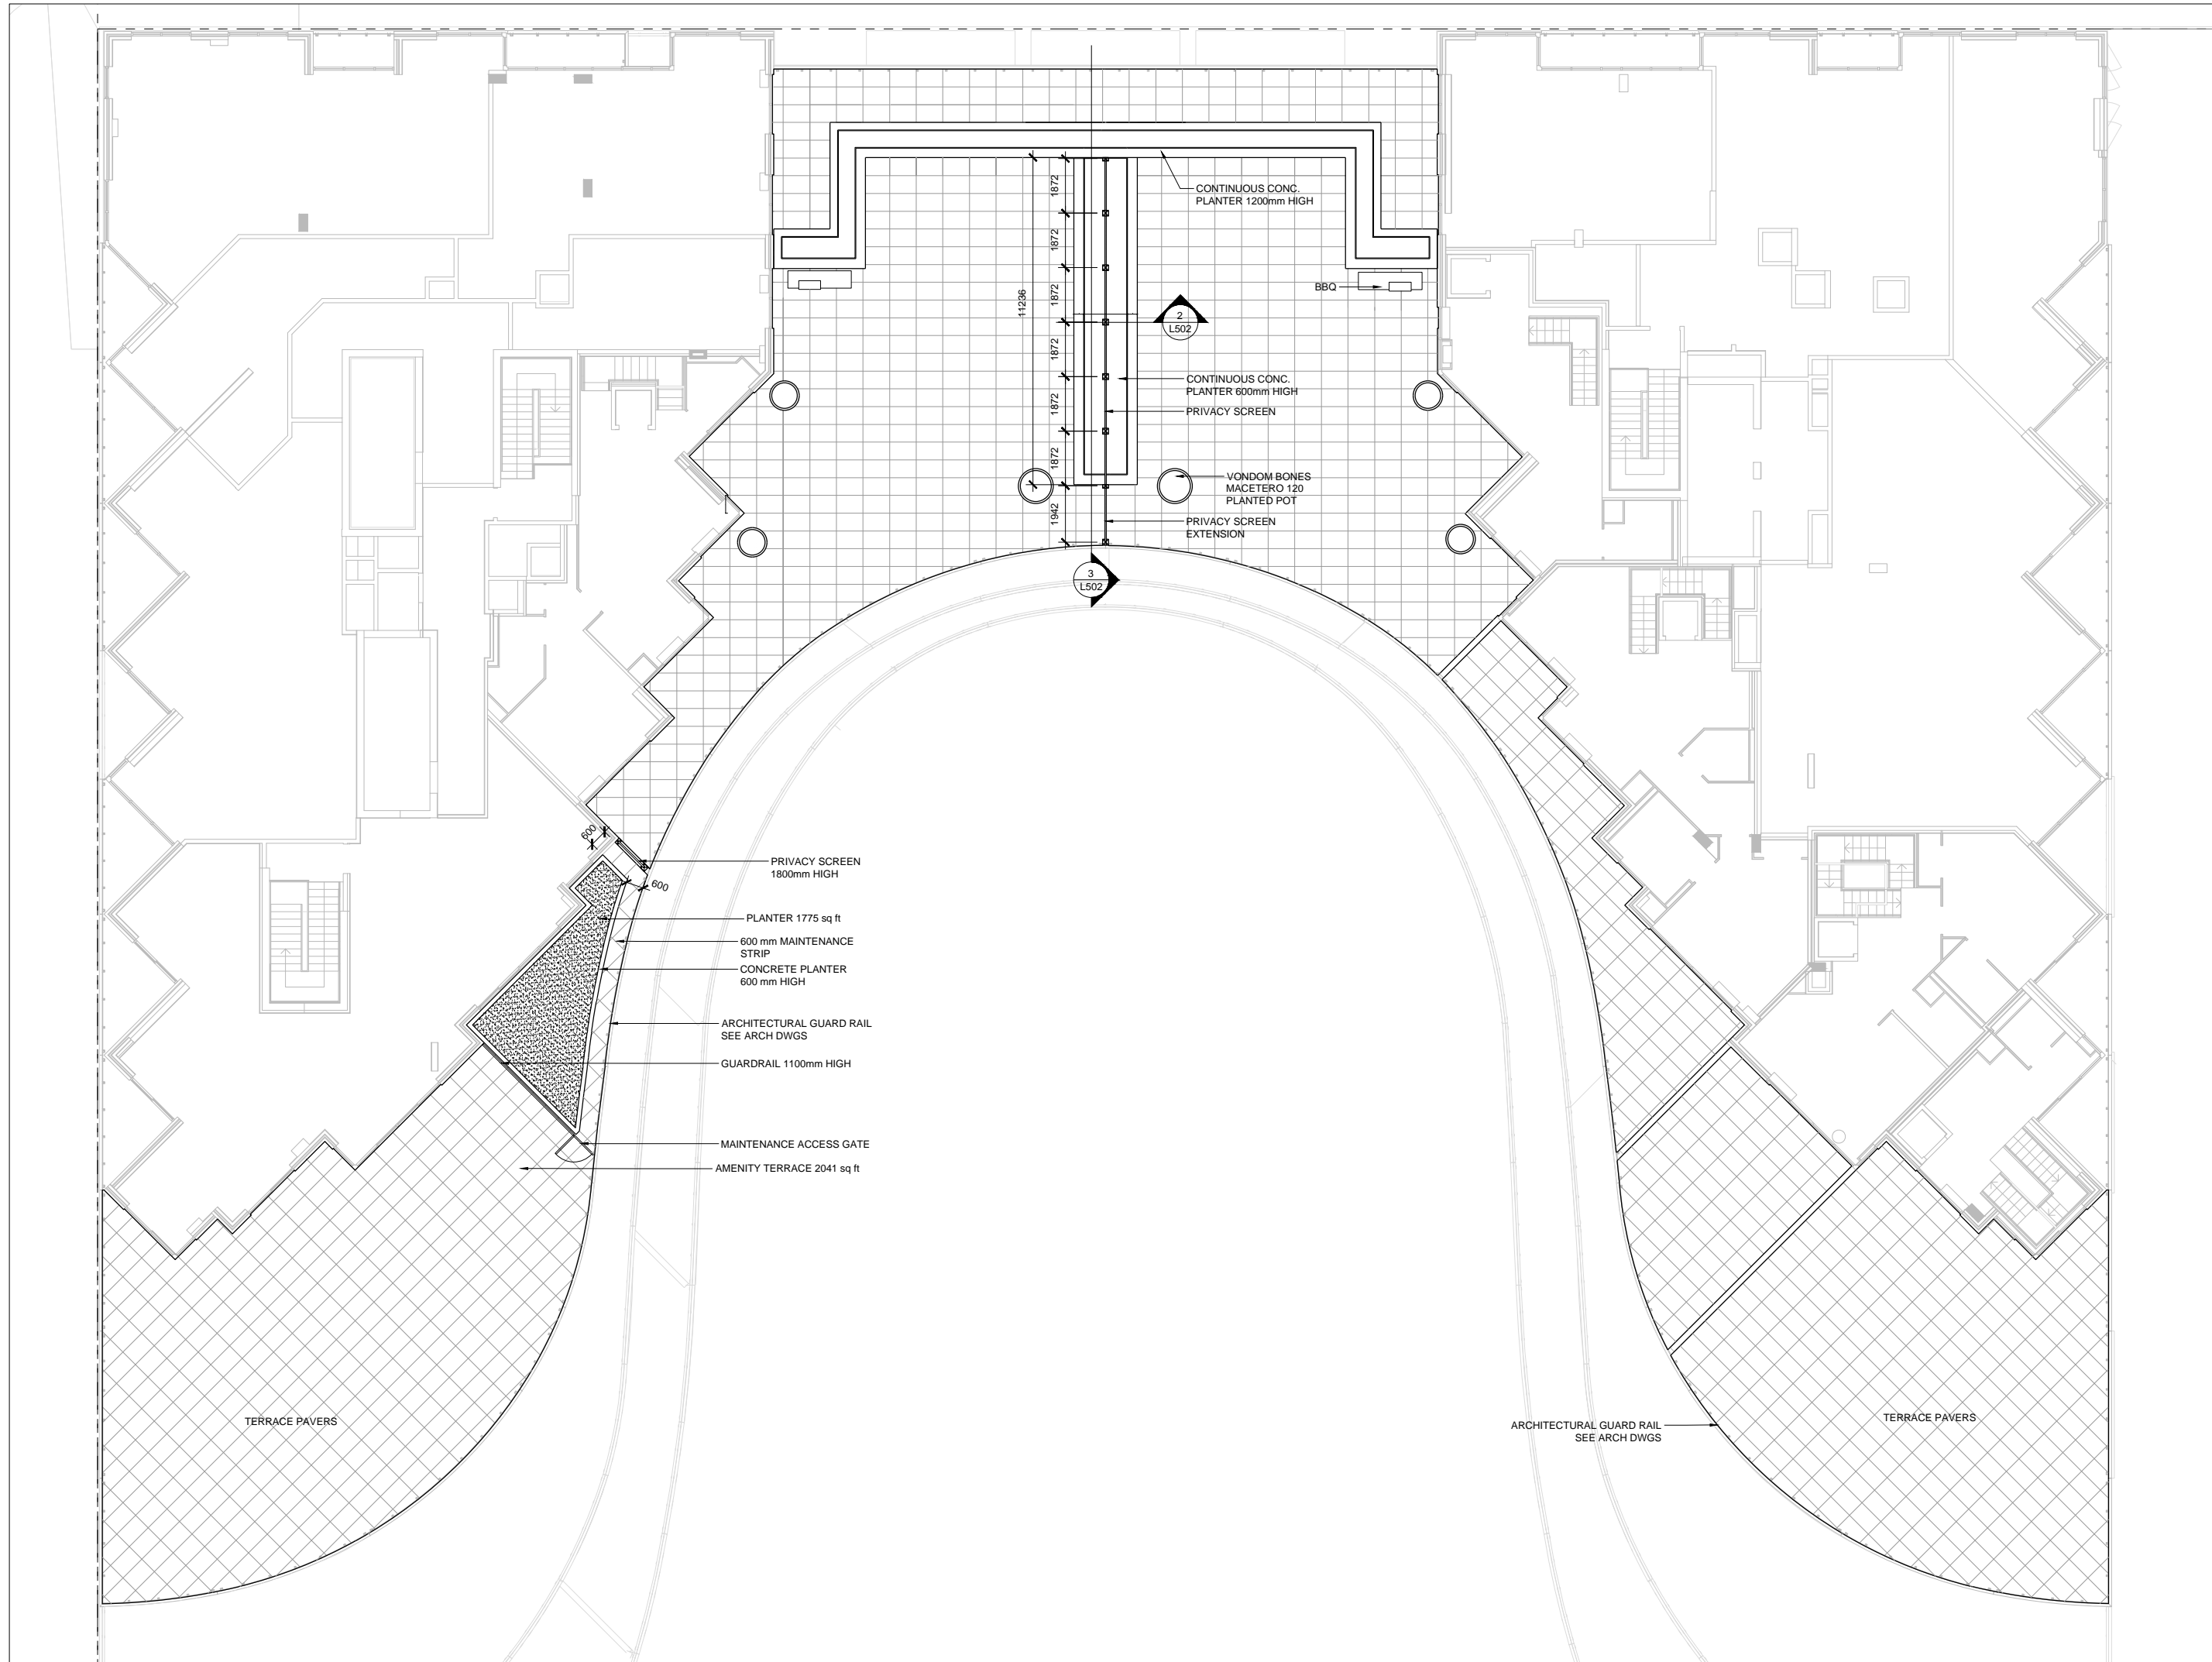 CONTINUOUS CONC.
PLANTER 1200mm HIGH
1872
1872
11236
1872
BBQ
2
L502
1872
CONTINUOUS CONC.
PLANTER 600mm HIGH
PRIVACY SCREEN
1872
1872
VONDOM BONES
MACETERO 120
PLANTED POT
1942
PRIVACY SCREEN
EXTENSION
3
L502
600
PRIVACY SCREEN
1800mm HIGH
600
PLANTER 1775 sq ft
600 mm MAINTENANCE
STRIP
CONCRETE PLANTER
600 mm HIGH
ARCHITECTURAL GUARD RAIL
SEE ARCH DWGS
GUARDRAIL 1100mm HIGH
MAINTENANCE ACCESS GATE
AMENITY TERRACE 2041 sq ft
TERRACE PAVERS
ARCHITECTURAL GUARD RAIL
SEE ARCH DWGS
TERRACE PAVERS